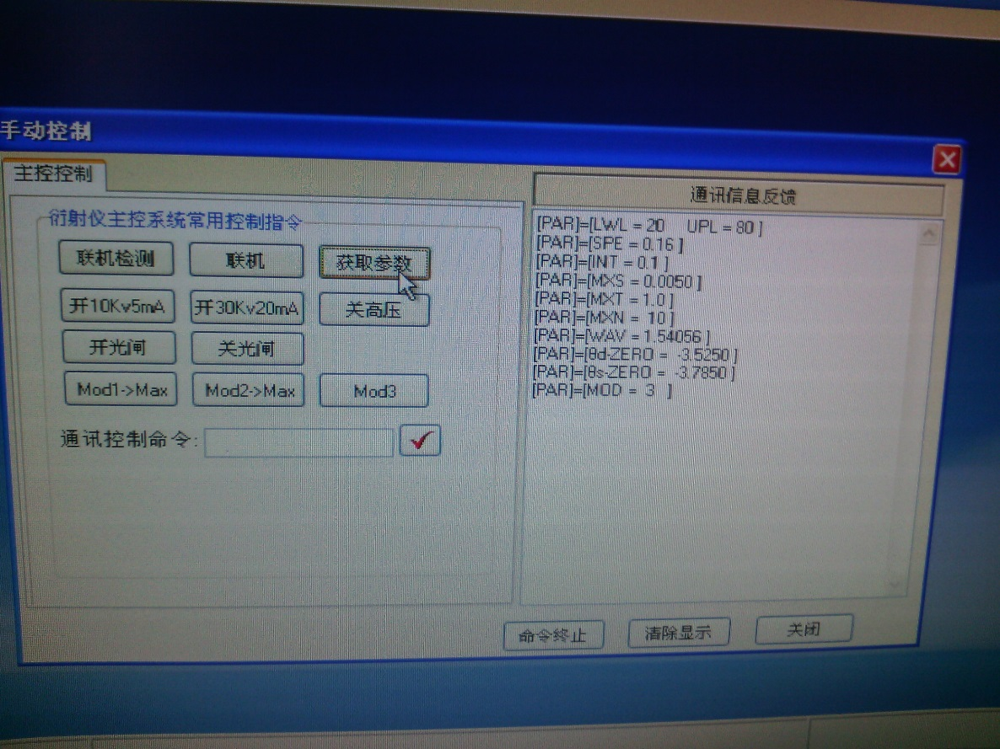 手动控制
主控控制
衍射仪主控系统常用控制指令
联机检测 联机 获取参数
开10Kv5mA 开30Kv20mA 关高压
开光闸 关光闸
Mod1->Max Mod2->Max Mod3
通讯控制命令:
通讯信息反馈
[PAR]=[LWL = 20 UPL = 80 ]
[PAR]=[SPE = 0.16 ]
[PAR]=[INT = 0.1 ]
[PAR]=[MXS = 0.0050 ]
[PAR]=[MXT = 1.0 ]
[PAR]=[MXN = 10 ]
[PAR]=[WAV = 1.54056 ]
[PAR]=[θd-ZERO = -3.5250 ]
[PAR]=[θs-ZERO = -3.7850 ]
[PAR]=[MOD = 3 ]
命令终止 清除显示 关闭